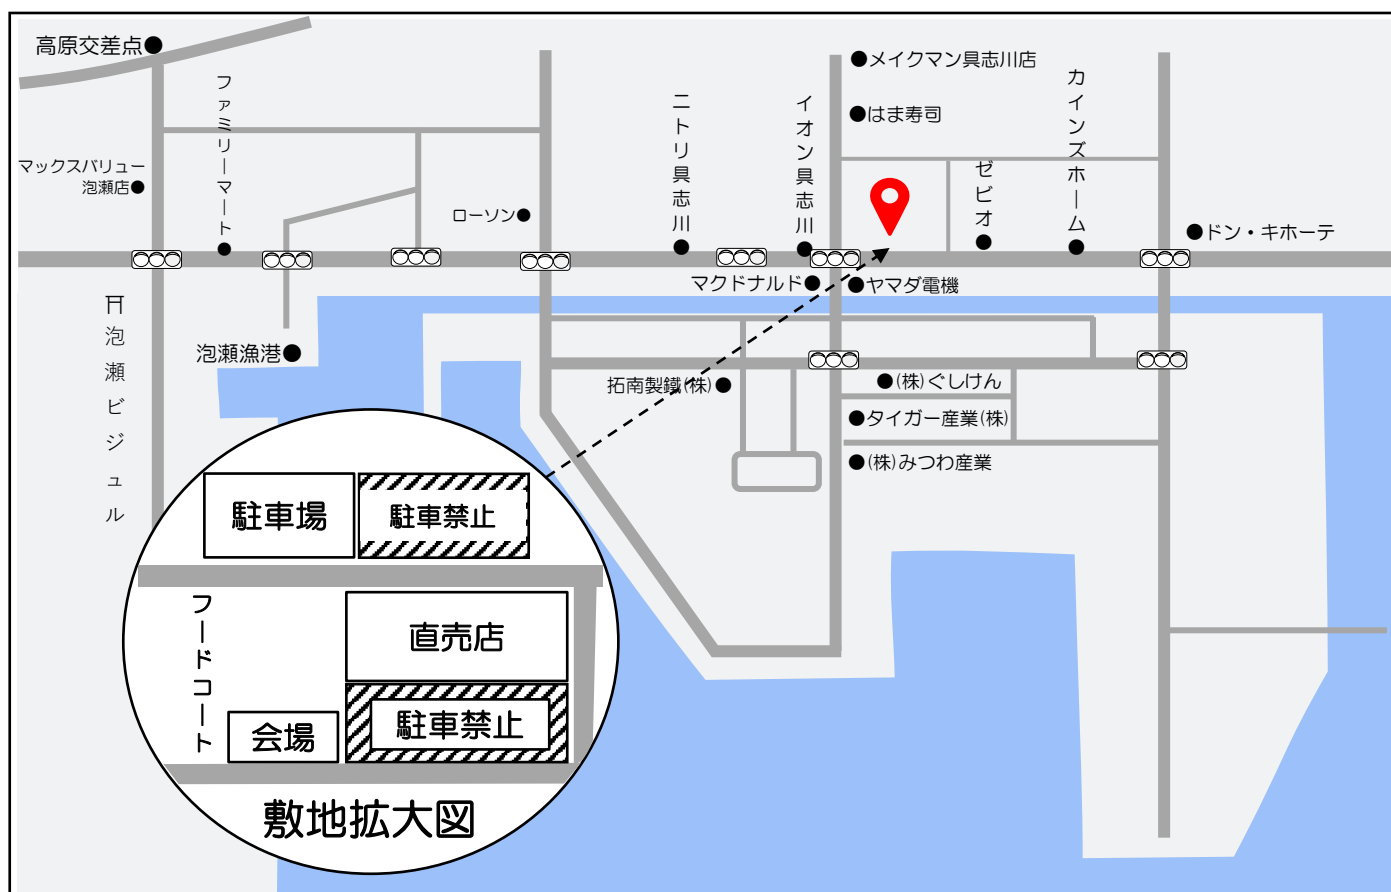 高原交差点
ファミリーマート
マックスバリュー
泡瀬店
ローソン
ニトリ具志川
イオン具志川
メイクマン具志川店
はま寿司
ゼビオ
カインズホーム
ドン・キホーテ
マクドナルド
ヤマダ電機
泡瀬ビジュル
泡瀬漁港
拓南製鐵(株)
(株)ぐしけん
タイガー産業(株)
(株)みつわ産業
駐車場
駐車禁止
フードコート
直売店
会場
駐車禁止
敷地拡大図